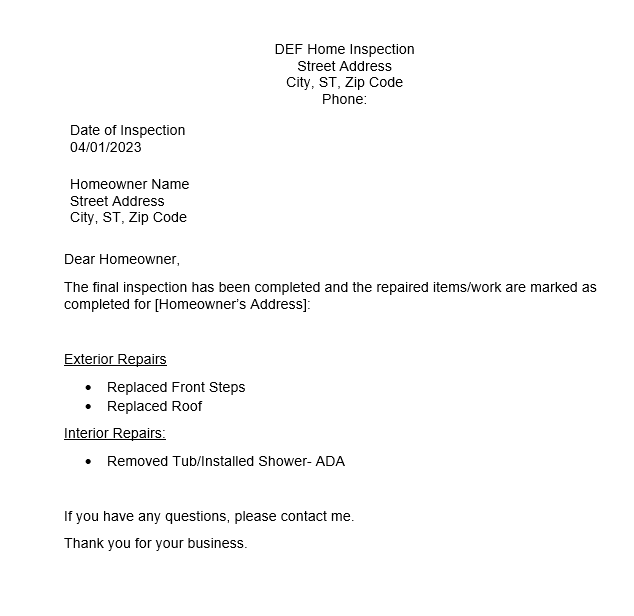 DEF Home Inspection
Street Address
City, ST, Zip Code
Phone:
Date of Inspection
04/01/2023
Homeowner Name
Street Address
City, ST, Zip Code
Dear Homeowner,
The final inspection has been completed and the repaired items/work are marked as
completed for [Homeowner’s Address]:
Exterior Repairs
• Replaced Front Steps
• Replaced Roof
Interior Repairs:
• Removed Tub/Installed Shower- ADA
If you have any questions, please contact me.
Thank you for your business.